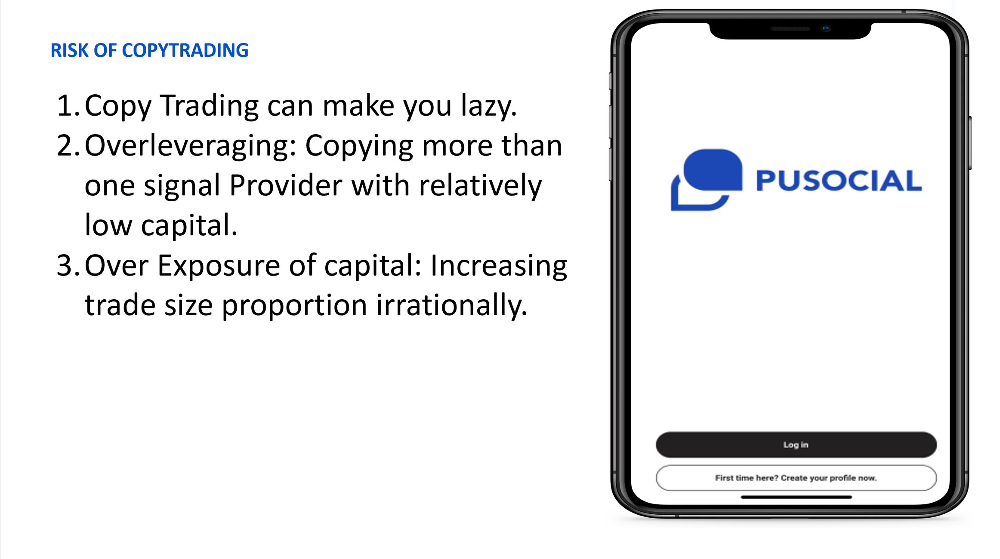 RISK OF COPYTRADING
1. Copy Trading can make you lazy.
2. Overleveraging: Copying more than
one signal Provider with relatively
low capital.
3. Over Exposure of capital: Increasing
trade size proportion irrationally.
PUSOCIAL
Log in
First time here? Create your profile now.